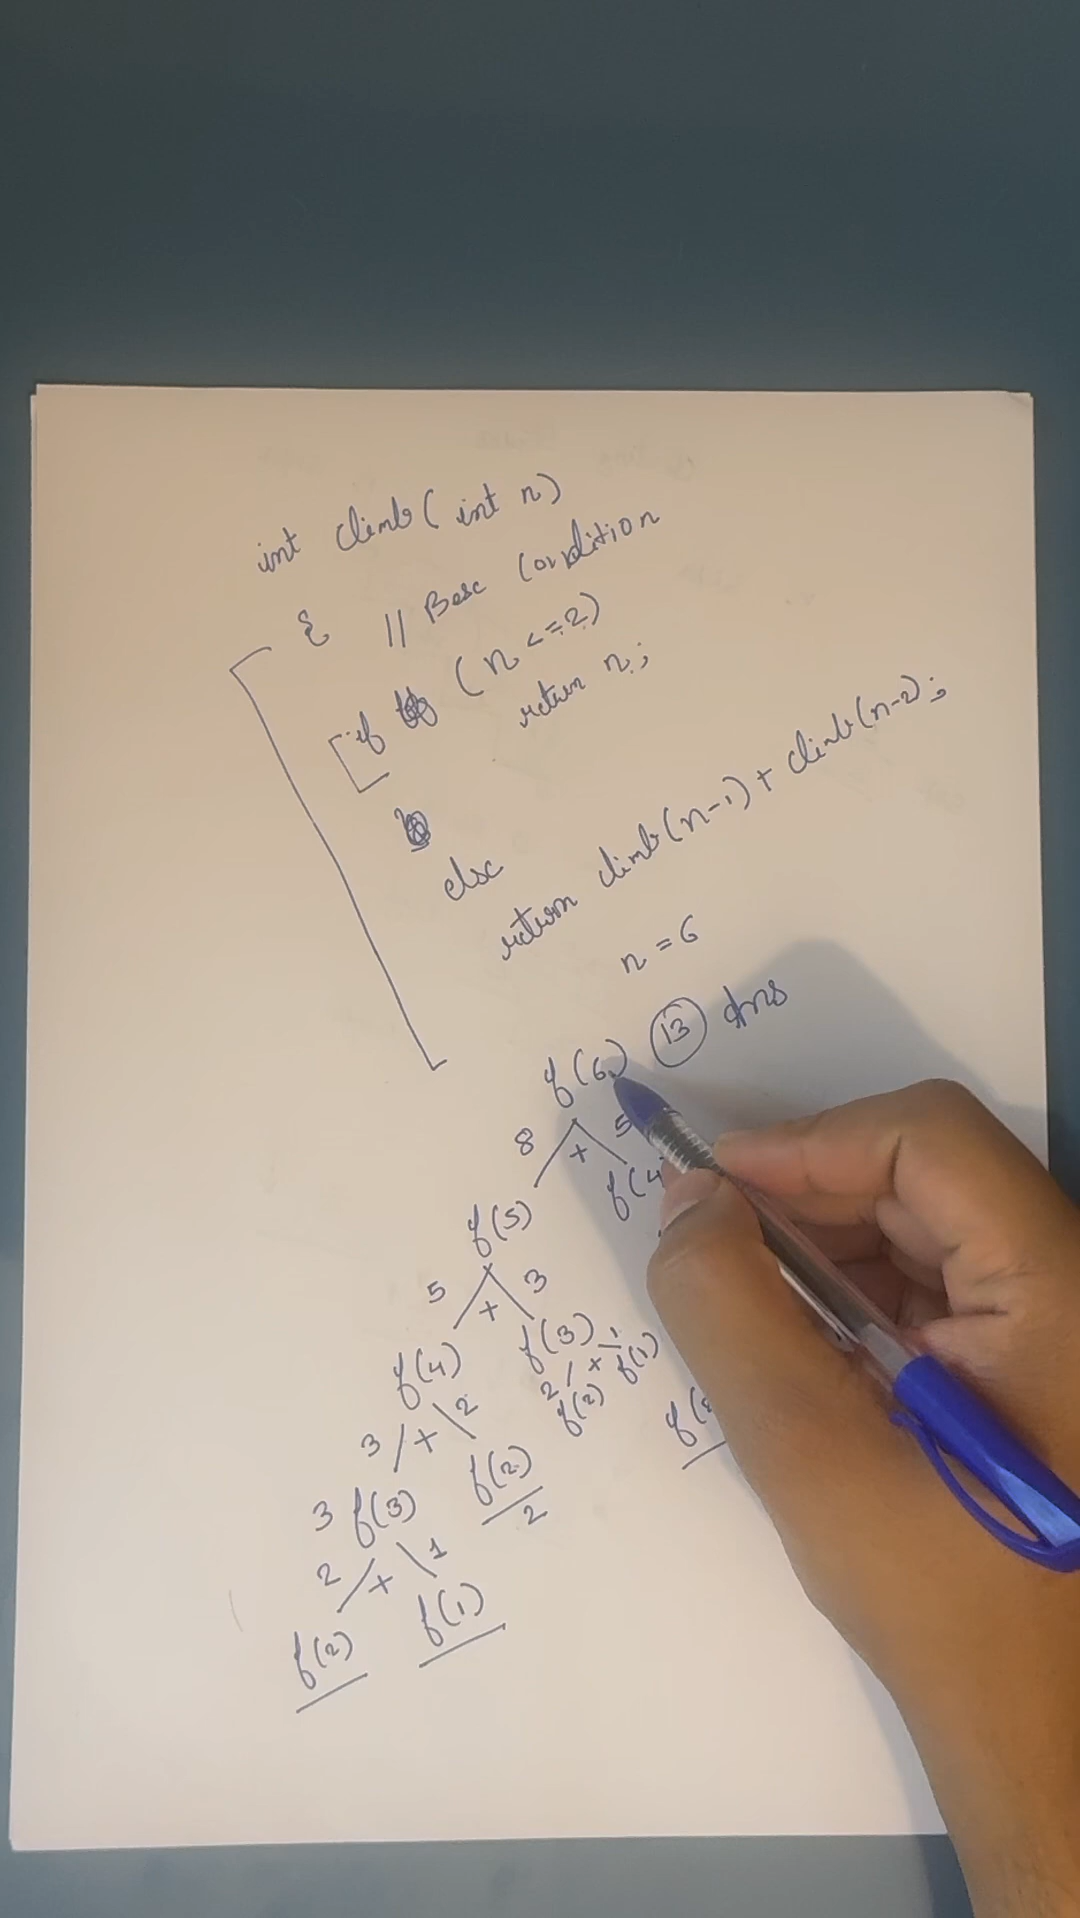 int climb( int n)
{ // Base Condition
if (n <= 2)
return n;
else
return climb(n-1) + climb(n-2);
n = 6
f(6) 13 Ans
8 + 5
f(5) f(4
5 + 3
f(4) f(3)
2 + 1
f(2) f(1)
3 + 2
3 f(3) f(2)
2
2 + 1
f(2) f(1)